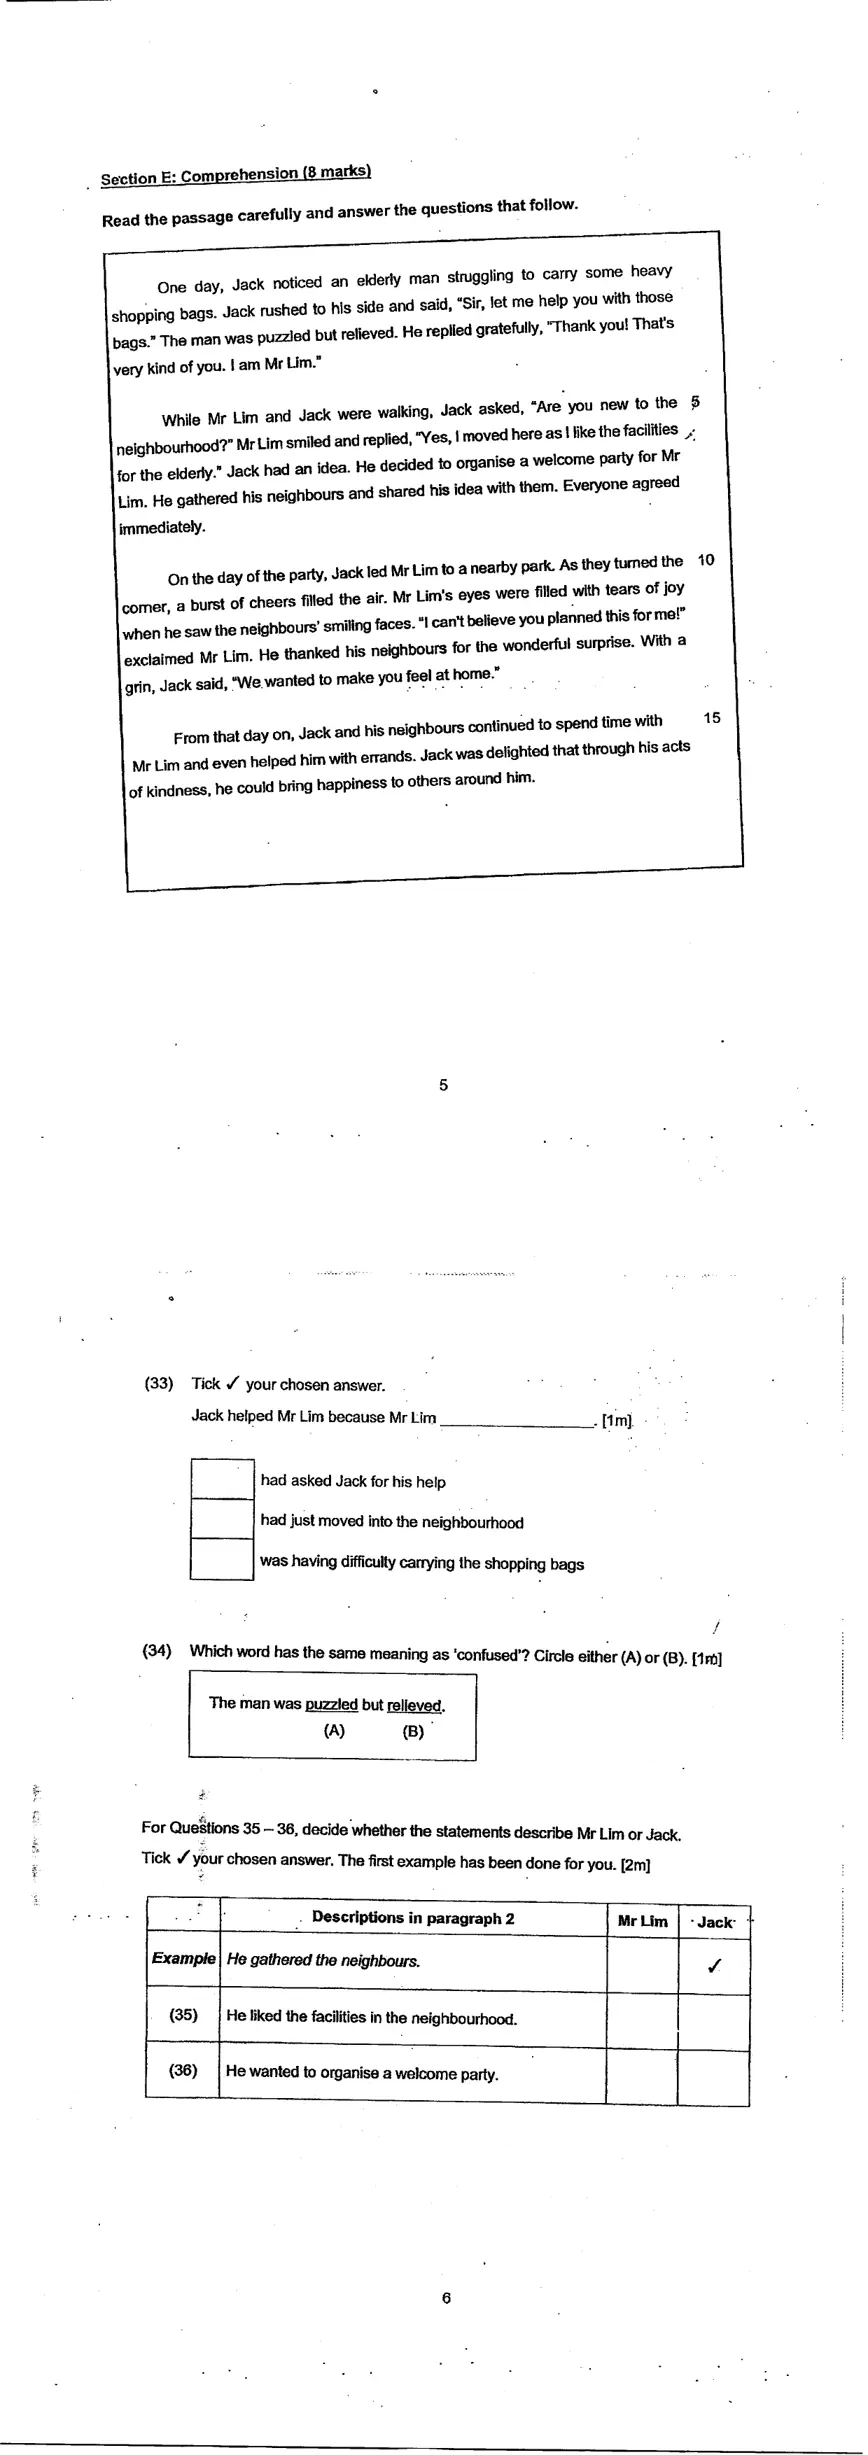 Section E: Comprehension (8 marks)
Read the passage carefully and answer the questions that follow.
One day, Jack noticed an elderly man struggling to carry some heavy
shopping bags. Jack rushed to his side and said, "Sir, let me help you with those
bags." The man was puzzled but relieved. He replied gratefully, "Thank you! That's
very kind of you. I am Mr Lim."
While Mr Lim and Jack were walking, Jack asked, "Are you new to the 5
neighbourhood?" Mr Lim smiled and replied, "Yes, I moved here as I like the facilities
for the elderly." Jack had an idea. He decided to organise a welcome party for Mr
Lim. He gathered his neighbours and shared his idea with them. Everyone agreed
immediately.
On the day of the party, Jack led Mr Lim to a nearby park. As they turned the 10
corner, a burst of cheers filled the air. Mr Lim's eyes were filled with tears of joy
when he saw the neighbours' smiling faces. "I can't believe you planned this for me!"
exclaimed Mr Lim. He thanked his neighbours for the wonderful surprise. With a
grin, Jack said, "We wanted to make you feel at home."
From that day on, Jack and his neighbours continued to spend time with 15
Mr Lim and even helped him with errands. Jack was delighted that through his acts
of kindness, he could bring happiness to others around him.
5
(33) Tick ✓ your chosen answer.
Jack helped Mr Lim because Mr Lim ____________________. [1m]
had asked Jack for his help
had just moved into the neighbourhood
was having difficulty carrying the shopping bags
(34) Which word has the same meaning as 'confused'? Circle either (A) or (B). [1m]
The man was puzzled but relieved.
(A) (B)
For Questions 35 – 36, decide whether the statements describe Mr Lim or Jack.
Tick ✓ your chosen answer. The first example has been done for you. [2m]
Descriptions in paragraph 2 Mr Lim Jack
Example He gathered the neighbours. ✓
(35) He liked the facilities in the neighbourhood.
(36) He wanted to organise a welcome party.
6